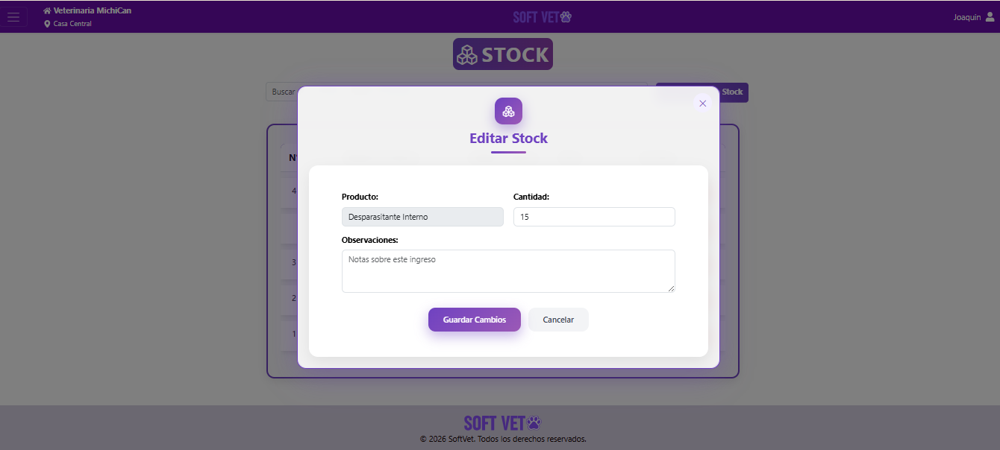 Veterinaria MichiCan
Casa Central
SOFT VET
Joaquin
STOCK
Buscar
Stock
Editar Stock
N°
4
3
2
1
Producto:
Cantidad:
Desparasitante Interno
15
Observaciones:
Notas sobre este ingreso
Guardar Cambios
Cancelar
SOFT VET
© 2026 SoftVet. Todos los derechos reservados.